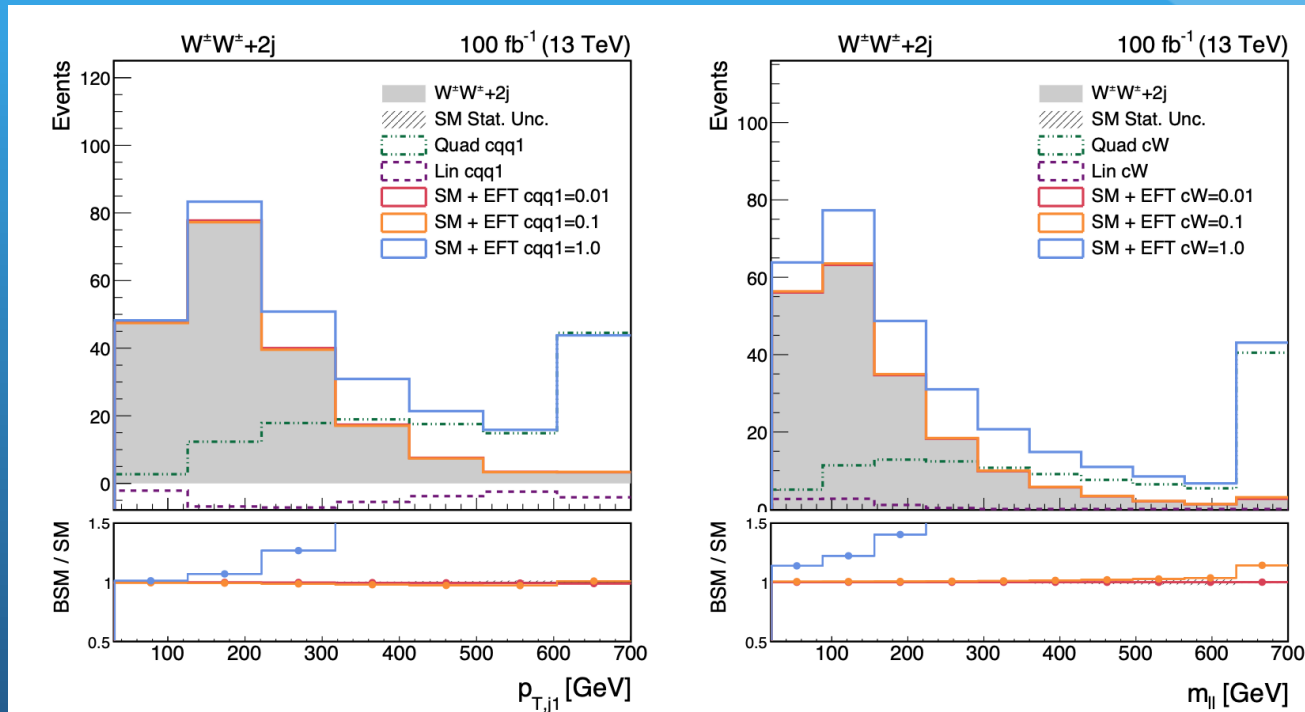 W±W±+2j 100 fb⁻¹ (13 TeV)
Events
120
100
80
60
40
20
0
W±W±+2j
SM Stat. Unc.
Quad cqq1
Lin cqq1
SM + EFT cqq1=0.01
SM + EFT cqq1=0.1
SM + EFT cqq1=1.0
BSM / SM
1.5
1
0.5
100 200 300 400 500 600 700
p_T,j1 [GeV]
W±W±+2j 100 fb⁻¹ (13 TeV)
Events
100
80
60
40
20
0
W±W±+2j
SM Stat. Unc.
Quad cW
Lin cW
SM + EFT cW=0.01
SM + EFT cW=0.1
SM + EFT cW=1.0
BSM / SM
1.5
1
0.5
100 200 300 400 500 600 700
m_ll [GeV]